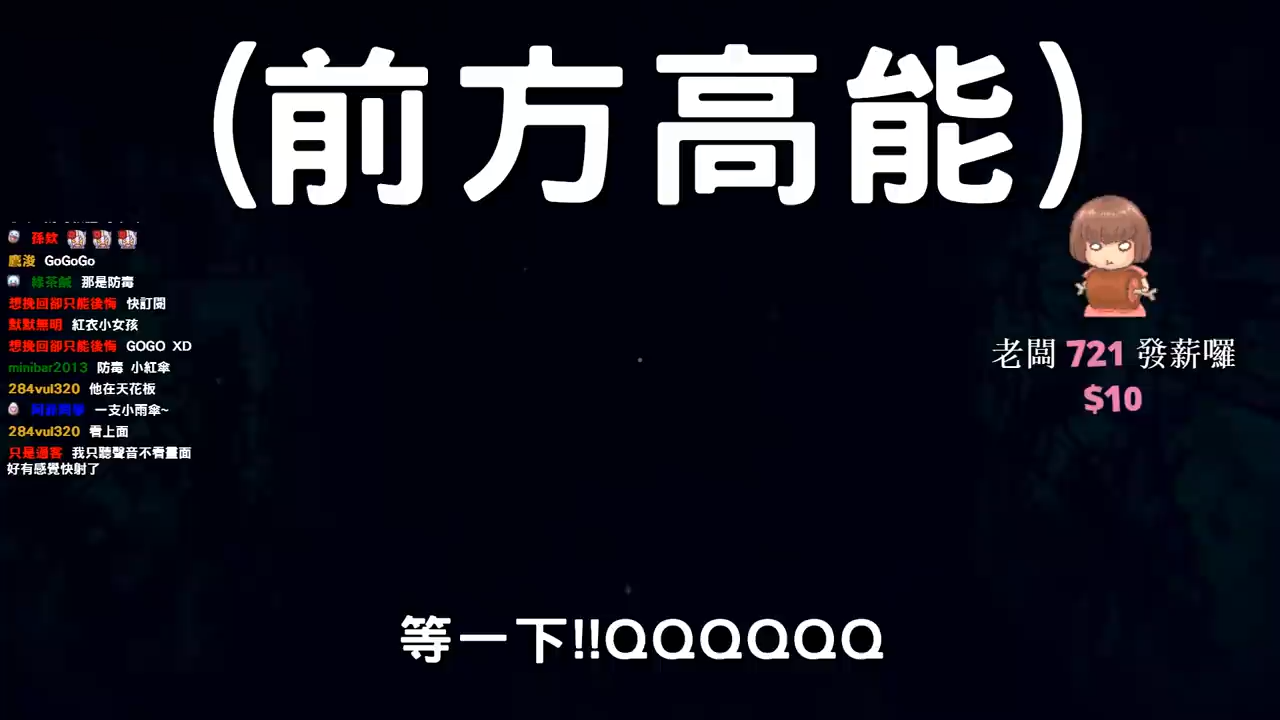 (前方高能)
孫欸
鷹浚 GoGoGo
綠茶鹹 那是防毒
想挽回卻只能後悔 快訂閱
默默無明 紅衣小女孩
想挽回卻只能後悔 GOGO XD
minibar2013 防毒 小紅傘
284vul320 他在天花板
一支小雨傘~
284vul320 看上面
只是過客 我只聽聲音不看畫面
好有感覺快射了
老闆 721 發薪囉
$10
等一下!!QQQQQQ